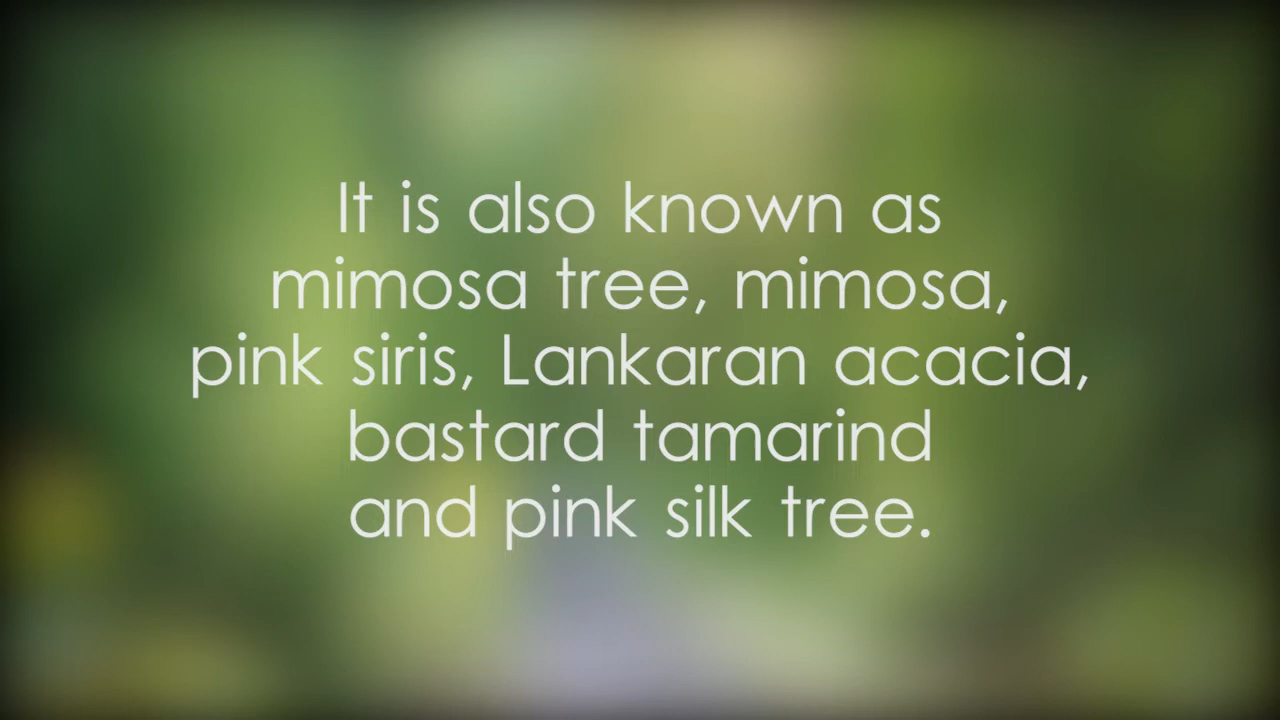 It is also known as
mimosa tree, mimosa,
pink siris, Lankaran acacia,
bastard tamarind
and pink silk tree.